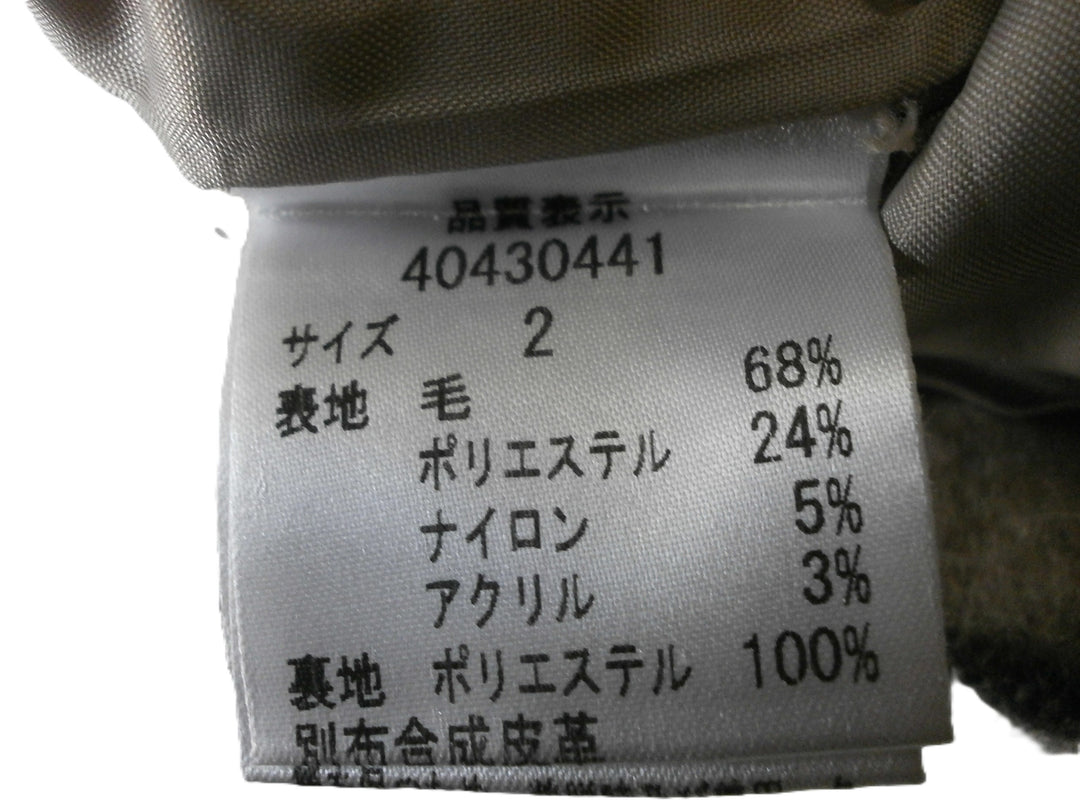 品質表示
40430441
サイズ 2
表地 毛 68%
ポリエステル 24%
ナイロン 5%
アクリル 3%
裏地 ポリエステル 100%
別布合成皮革